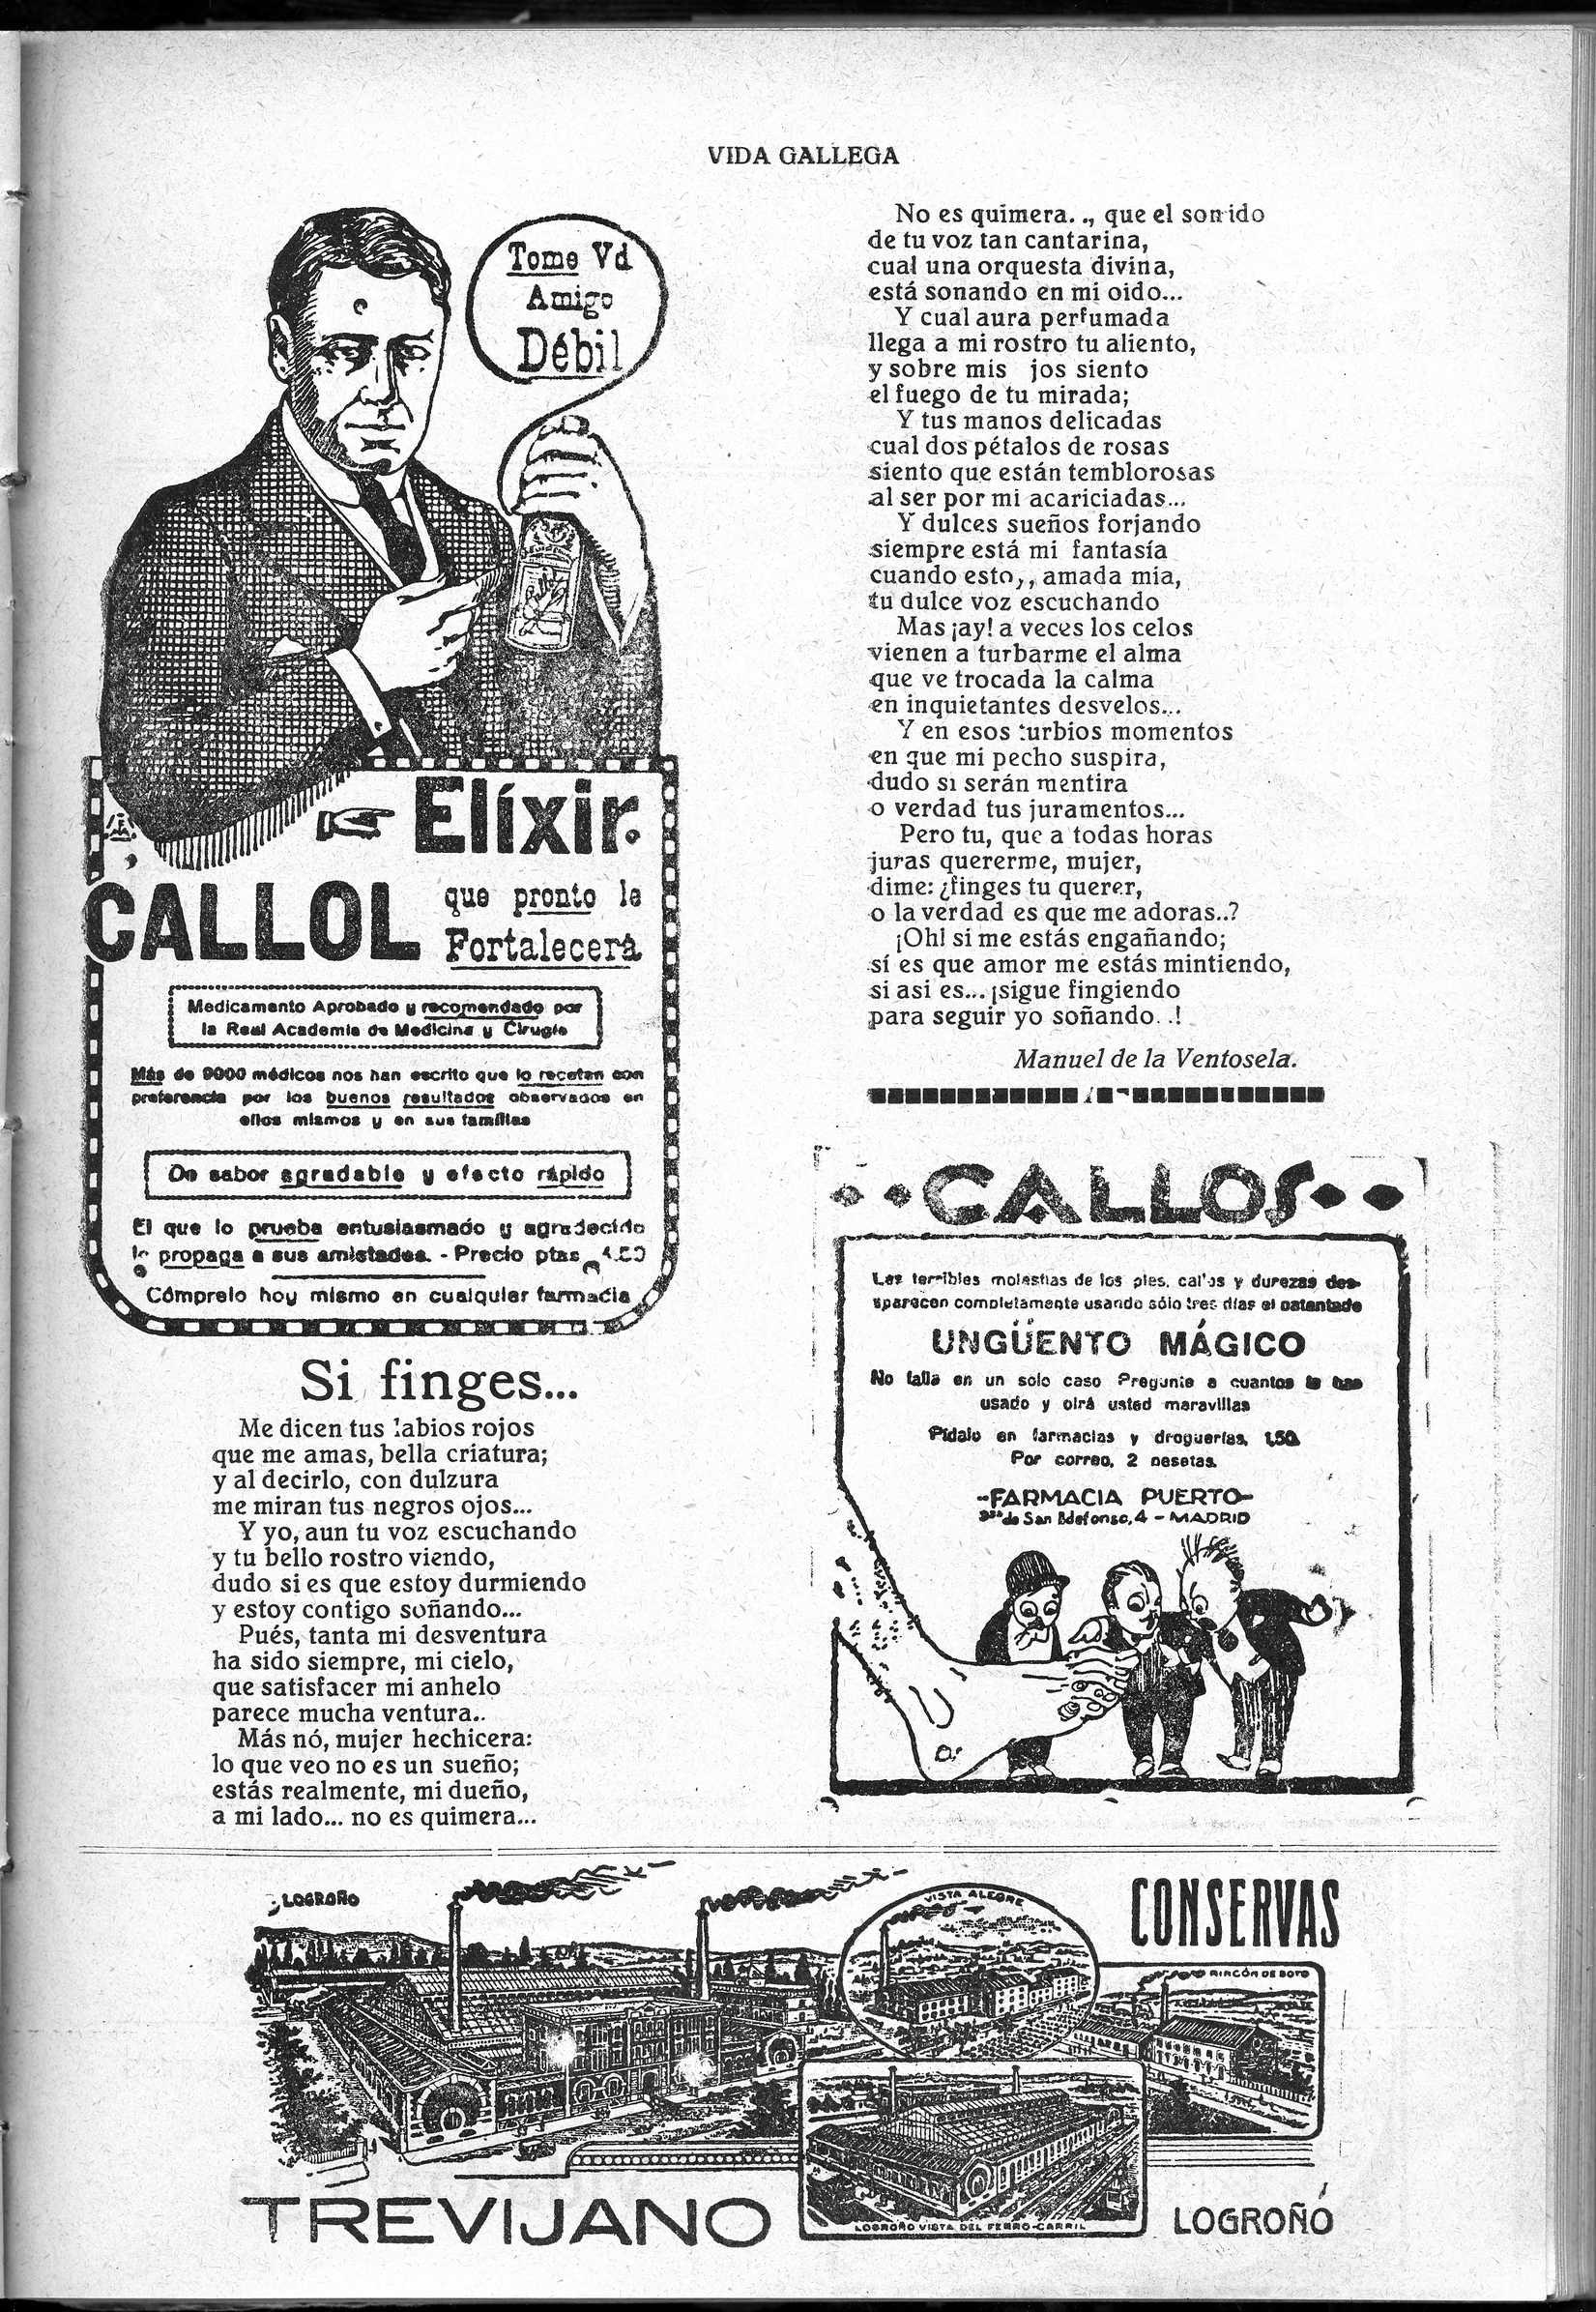 VIDA GALLEGA
Tome Vd
Amigo
Débil
Elíxir
CALLOL que pronto le
Fortalecerá
Medicamento Aprobado y recomendado por
la Real Academia de Medicina y Cirugía
Más de 9000 médicos nos han escrito que lo recetan con
preferencia por los buenos resultados observados en
ellos mismos y en sus familias
De sabor agradable y efecto rápido
El que lo prueba entusiasmado y agradecido
lo propaga a sus amistades. - Precio ptas
Cómprelo hoy mismo en cualquier farmacia
Si finges...
Me dicen tus labios rojos
que me amas, bella criatura;
y al decirlo, con dulzura
me miran tus negros ojos...
Y yo, aun tu voz escuchando
y tu bello rostro viendo,
dudo si es que estoy durmiendo
y estoy contigo soñando...
Pués, tanta mi desventura
ha sido siempre, mi cielo,
que satisfacer mi anhelo
parece mucha ventura..
Más nó, mujer hechicera:
lo que veo no es un sueño;
estás realmente, mi dueño,
a mi lado... no es quimera...
No es quimera. ., que el sonido
de tu voz tan cantarina,
cual una orquesta divina,
está sonando en mi oido...
Y cual aura perfumada
llega a mi rostro tu aliento,
y sobre mis jos siento
el fuego de tu mirada;
Y tus manos delicadas
cual dos pétalos de rosas
siento que están temblorosas
al ser por mi acariciadas...
Y dulces sueños forjando
siempre está mi fantasía
cuando estoy, amada mia,
tu dulce voz escuchando
Mas ¡ay! a veces los celos
vienen a turbarme el alma
que ve trocada la calma
en inquietantes desvelos...
Y en esos turbios momentos
en que mi pecho suspira,
dudo si serán mentira
o verdad tus juramentos...
Pero tu, que a todas horas
juras quererme, mujer,
dime: ¿finges tu querer,
o la verdad es que me adoras..?
¡Oh! si me estás engañando;
sí es que amor me estás mintiendo,
si asi es... ¡sigue fingiendo
para seguir yo soñando. .!
Manuel de la Ventosela.
CALLOS
Las terribles molestias de los pies, callos y durezas des-
aparecen completamente usando sólo tres días el patentado
UNGÜENTO MÁGICO
No falla en un solo caso Pregunte a cuantos lo han
usado y oirá usted maravillas
Pídalo en farmacias y droguerías, 1,50.
Por correo, 2 pesetas.
-FARMACIA PUERTO-
de San Ildefonso, 4 - MADRID
LOGROÑO
VISTA ALEGRE
CONSERVAS
RINCÓN DE SOTO
LOGROÑO VISTA DEL FERRO-CARRIL
TREVIJANO
LOGROÑO